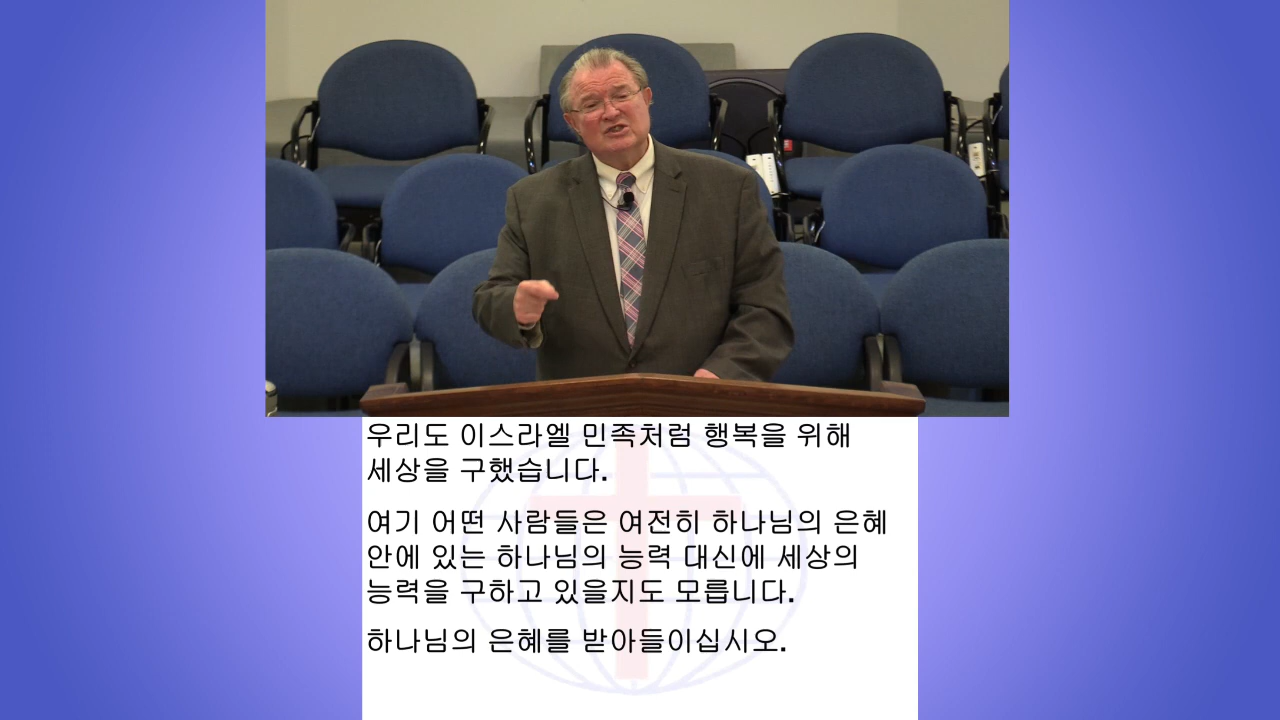 우리도 이스라엘 민족처럼 행복을 위해
세상을 구했습니다.
여기 어떤 사람들은 여전히 하나님의 은혜
안에 있는 하나님의 능력 대신에 세상의
능력을 구하고 있을지도 모릅니다.
하나님의 은혜를 받아들이십시오.